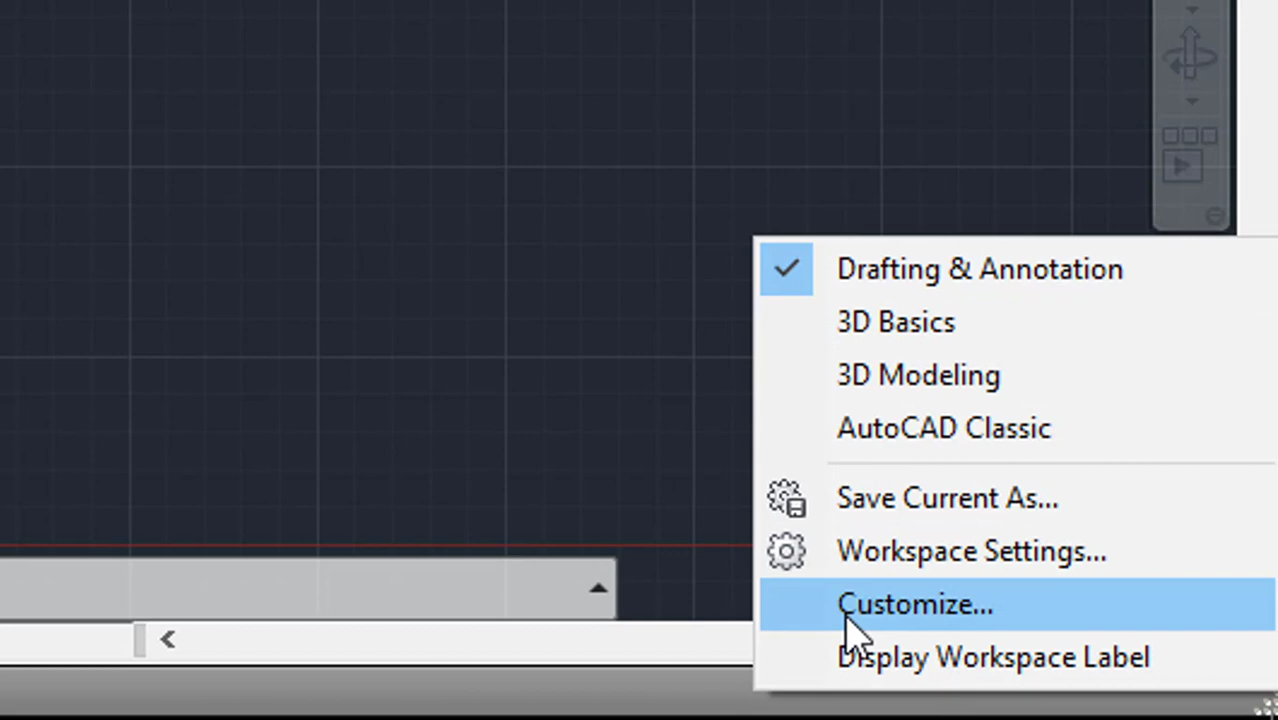 Drafting & Annotation
3D Basics
3D Modeling
AutoCAD Classic
Save Current As...
Workspace Settings...
Customize...
Display Workspace Label